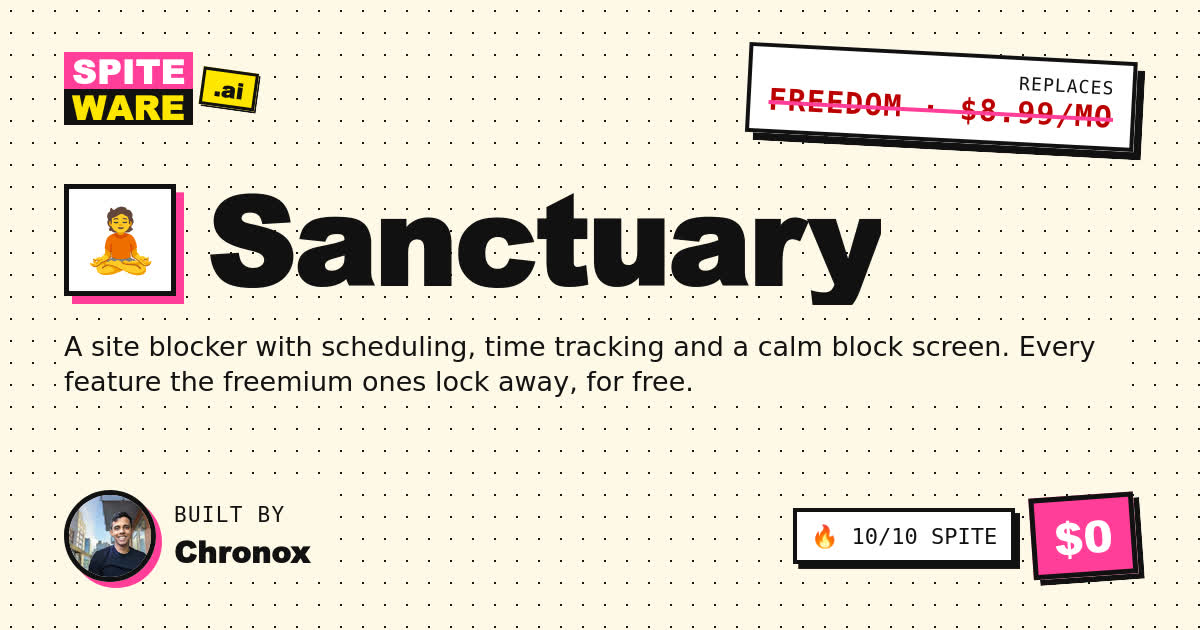 SPITE
WARE
.ai
REPLACES
FREEDOM · $8.99/MO
Sanctuary
A site blocker with scheduling, time tracking and a calm block screen. Every
feature the freemium ones lock away, for free.
BUILT BY
Chronox
🔥 10/10 SPITE
$0